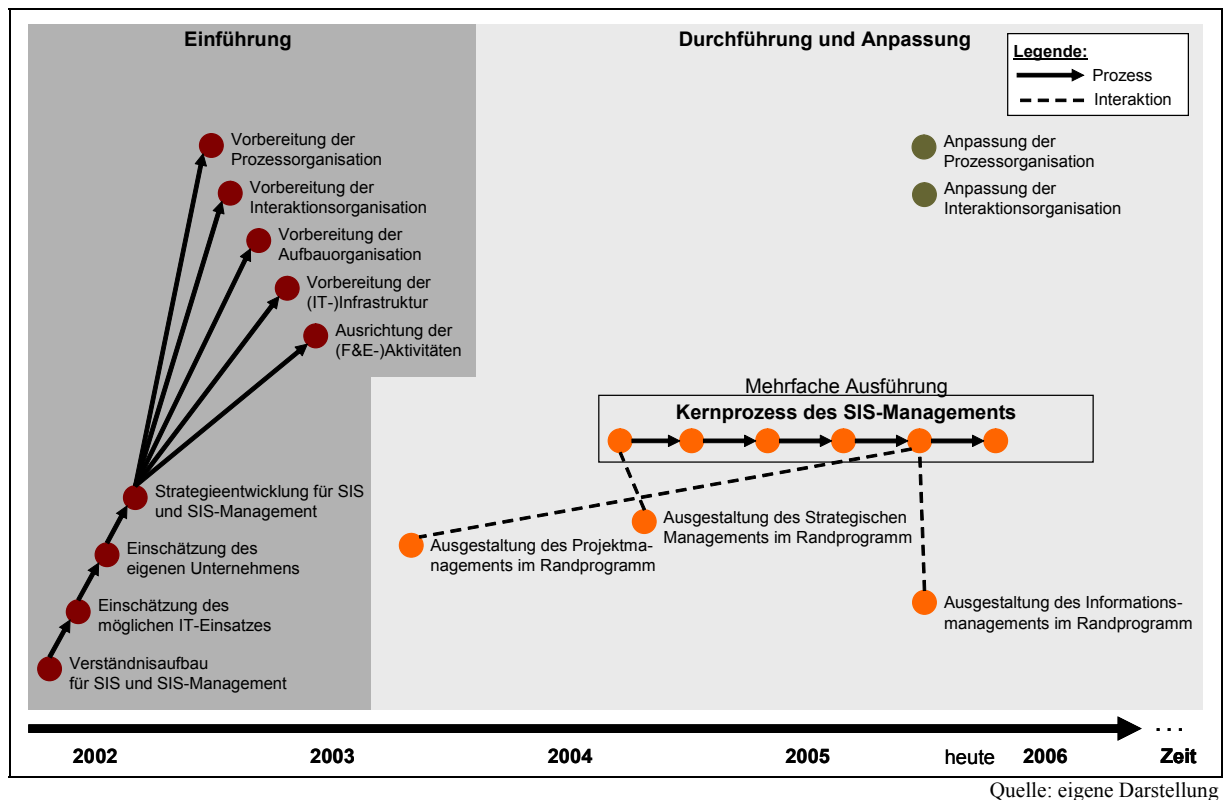 Einführung
Durchführung und Anpassung
Legende:
Prozess
Interaktion
Vorbereitung der
Prozessorganisation
Vorbereitung der
Interaktionsorganisation
Vorbereitung der
Aufbauorganisation
Vorbereitung der
(IT-)Infrastruktur
Ausrichtung der
(F&E-)Aktivitäten
Anpassung der
Prozessorganisation
Anpassung der
Interaktionsorganisation
Mehrfache Ausführung
Kernprozess des SIS-Managements
Strategieentwicklung für SIS
und SIS-Management
Einschätzung des
eigenen Unternehmens
Einschätzung des
möglichen IT-Einsatzes
Verständnisaufbau
für SIS und SIS-Management
Ausgestaltung des Projektma-
nagements im Randprogramm
Ausgestaltung des Strategischen
Managements im Randprogramm
Ausgestaltung des Informations-
managements im Randprogramm
2002 2003 2004 2005 heute 2006 ... Zeit
Quelle: eigene Darstellung